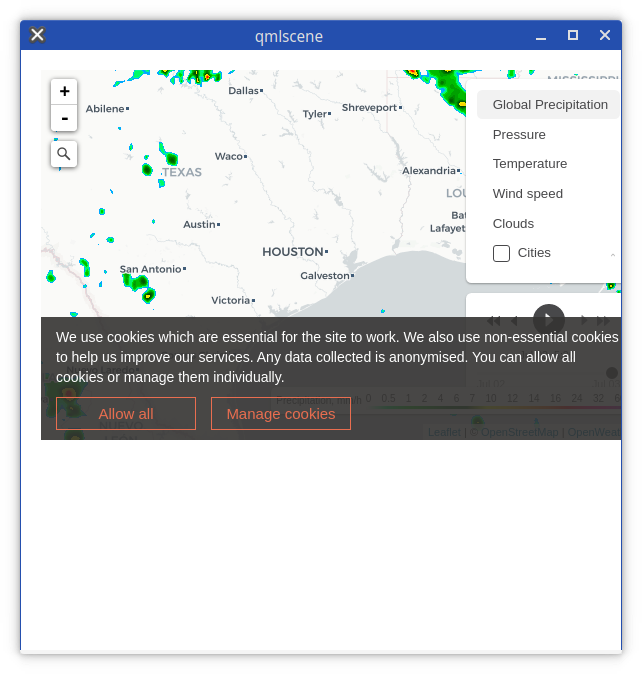 qmlscene
MISSISSIPPI
+
-
Dallas
Abilene
Tyler
Shreveport
Global Precipitation
Pressure
Waco
Temperature
TEXAS
Alexandria
Wind speed
LOU
Austin
Bat
Lafayet
Clouds
HOUSTON
Cities
San Antonio
Galveston
Victoria
We use cookies which are essential for the site to work. We also use non-essential cookies
to help us improve our services. Any data collected is anonymised. You can allow all
cookies or manage them individually.
Allow all
Manage cookies
Precipitation, mm/h
0 0.5 1 2 4 6 7 10 12 14 16 24 32 6
NUEVO
Leaflet | © OpenStreetMap | OpenWeat